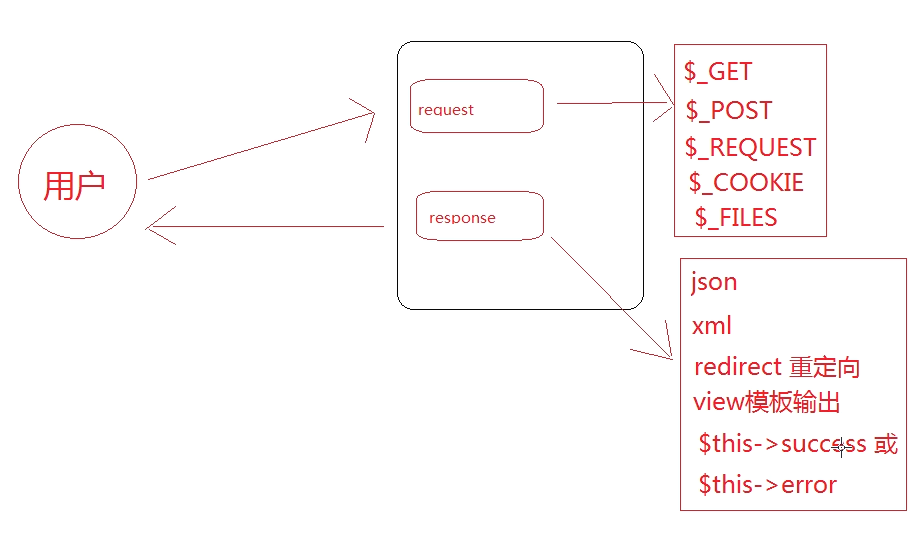 用户
request
response
$_GET
$_POST
$_REQUEST
$_COOKIE
$_FILES
json
xml
redirect 重定向
view模板输出
$this->success 或
$this->error